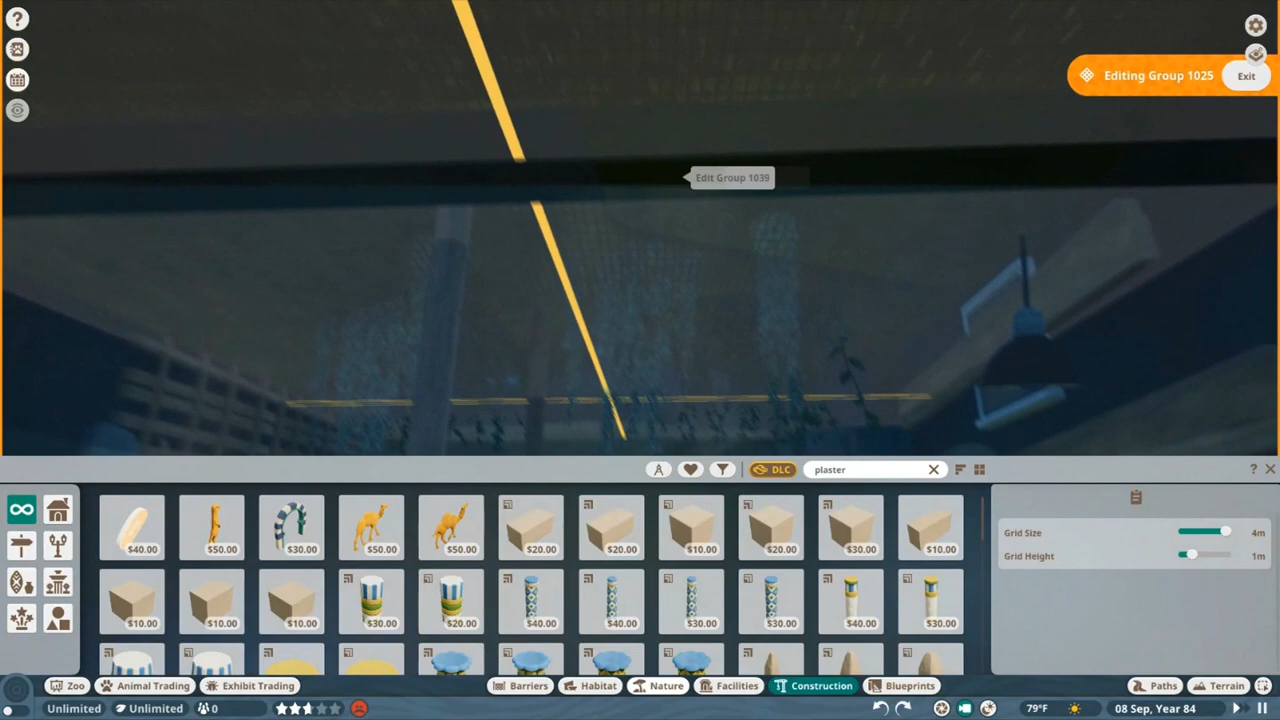 ?
Editing Group 1025
Exit
Edit Group 1039
DLC
plaster
?
$40.00 $50.00 $30.00 $50.00 $50.00 $20.00 $20.00 $10.00 $20.00 $30.00 $10.00
Grid Size 4m
Grid Height 1m
$10.00 $10.00 $10.00 $30.00 $20.00 $40.00 $40.00 $30.00 $30.00 $40.00 $30.00
Zoo Animal Trading Exhibit Trading Barriers Habitat Nature Facilities Construction Blueprints Paths Terrain
Unlimited Unlimited 0 79°F 08 Sep, Year 84